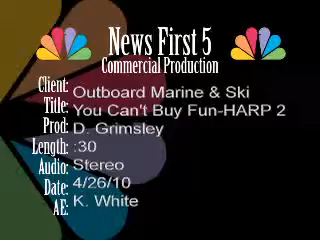 News First 5
Commercial Production
Client: Outboard Marine & Ski
Title: You Can't Buy Fun-HARP 2
Prod: D. Grimsley
Length: :30
Audio: Stereo
Date: 4/26/10
AE: K. White